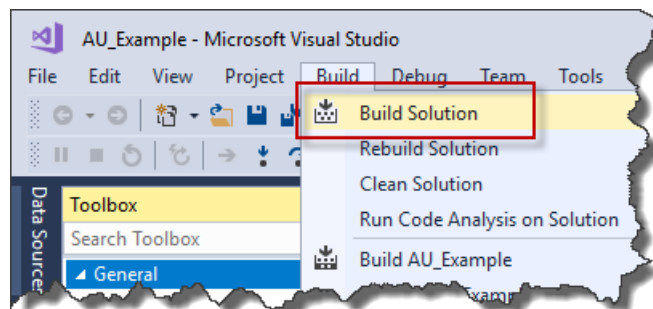 AU_Example - Microsoft Visual Studio
File Edit View Project Build Debug Team Tools
Build Solution
Rebuild Solution
Clean Solution
Run Code Analysis on Solution
Build AU_Example
Toolbox
Search Toolbox
General
Data